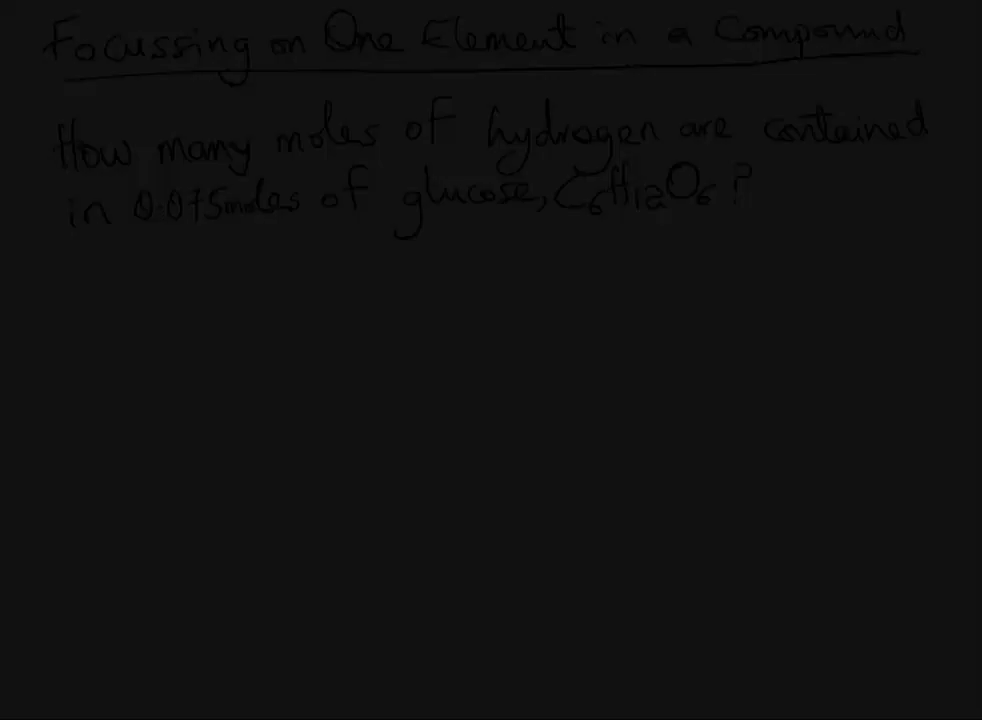 Focussing on One Element in a Compound
How many moles of hydrogen are contained
in 0.075moles of glucose, C₆H₁₂O₆?